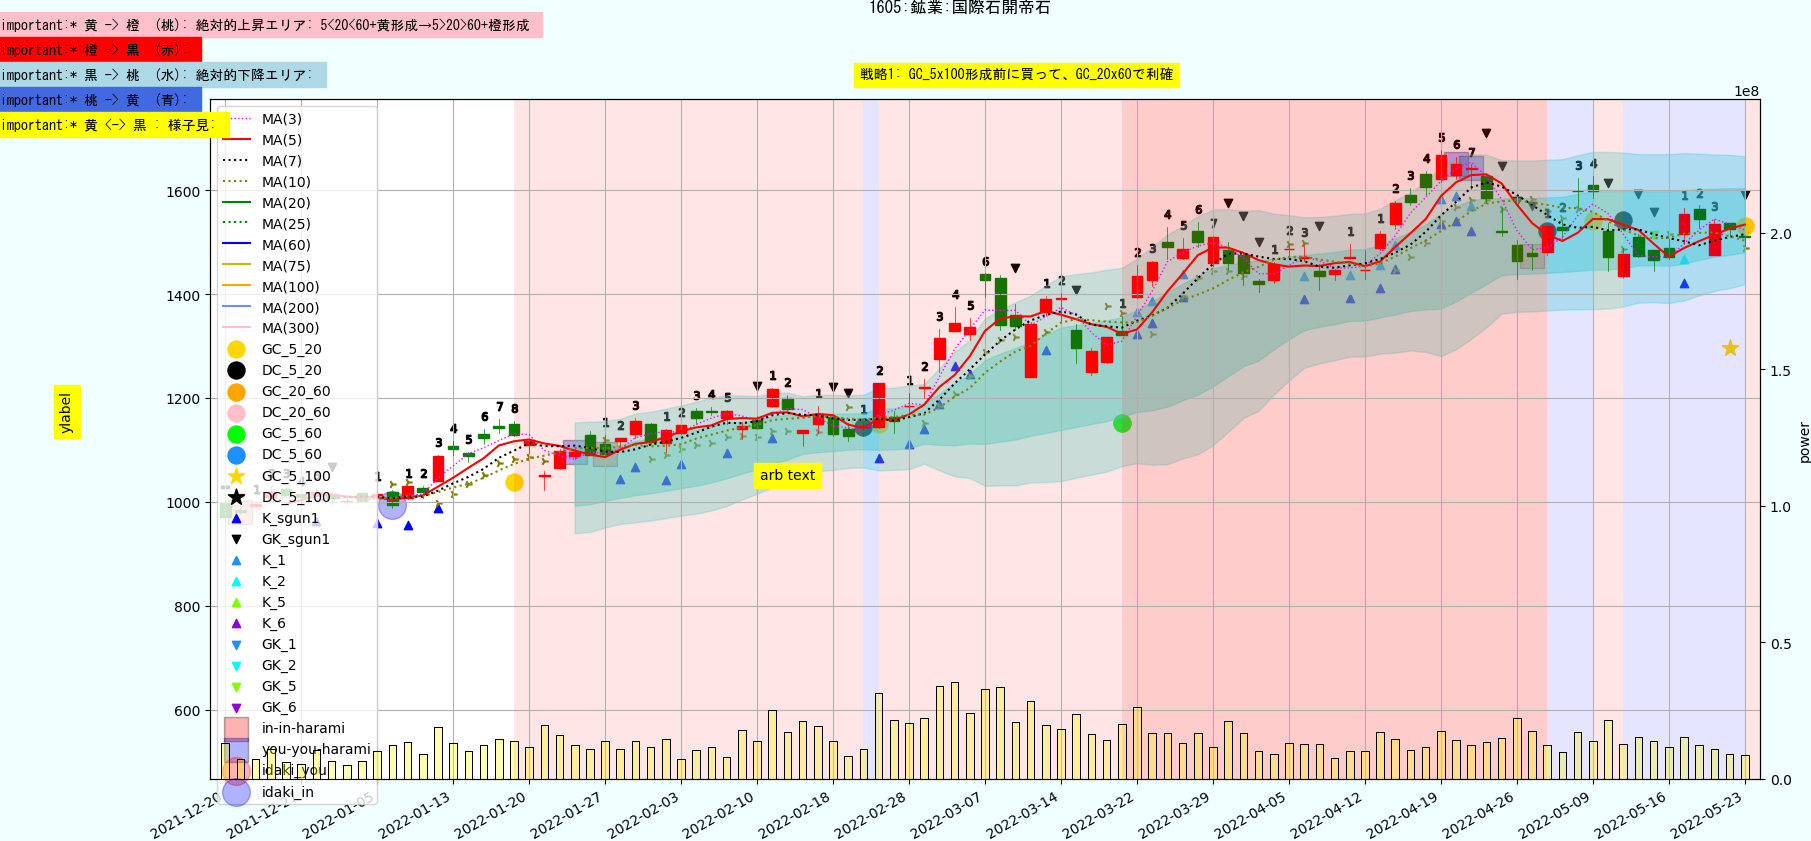 1605:鉱業:国際石開帝石
important:* 黄 -> 橙 （桃）: 絶対的上昇エリア: 5<20<60+黄形成→5>20>60+橙形成
important:* 橙 -> 黒 （赤）:
important:* 黒 -> 桃 （水）: 絶対的下降エリア:
important:* 桃 -> 黄 （青）:
important:* 黄 <-> 黒 : 様子見:
戦略1: GC_5x100形成前に買って、GC_20x60で利確
1e8
MA(3)
MA(5)
MA(7)
MA(10)
MA(20)
MA(25)
MA(60)
MA(75)
MA(100)
MA(200)
MA(300)
GC_5_20
DC_5_20
GC_20_60
DC_20_60
GC_5_60
DC_5_60
GC_5_100
DC_5_100
K_sgun1
GK_sgun1
K_1
K_2
K_5
K_6
GK_1
GK_2
GK_5
GK_6
in-in-harami
you-you-harami
idaki_you
idaki_in
1600
1400
1200
1000
800
600
ylabel
arb text
2.0
1.5
1.0
0.5
0.0
power
2021-12-20
2022-01-05
2022-01-13
2022-01-20
2022-01-27
2022-02-03
2022-02-10
2022-02-18
2022-02-28
2022-03-07
2022-03-14
2022-03-22
2022-03-29
2022-04-05
2022-04-12
2022-04-19
2022-04-26
2022-05-09
2022-05-16
2022-05-23